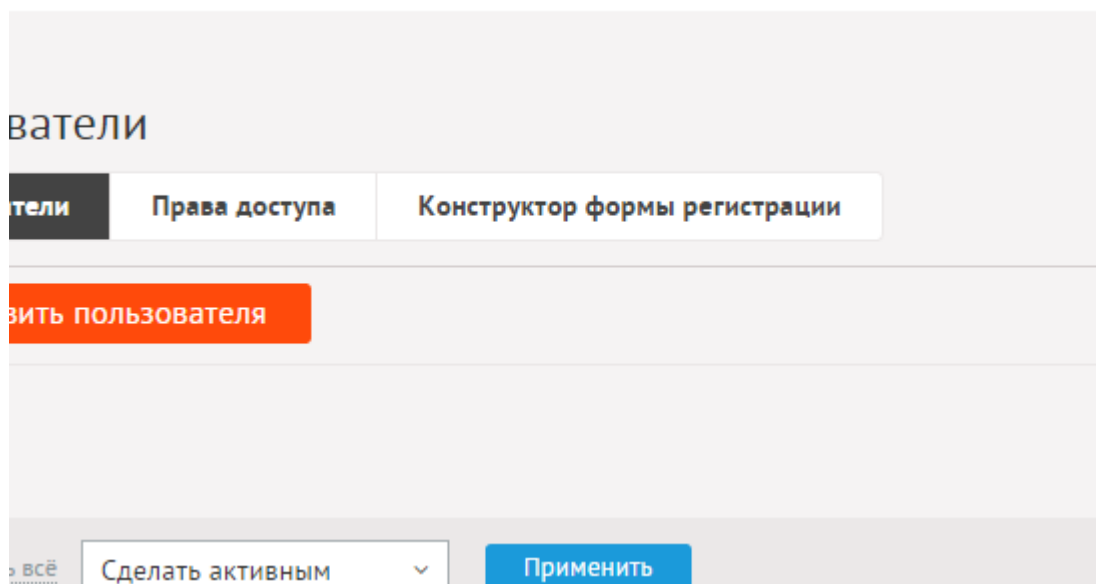 ватели
тели Права доступа Конструктор формы регистрации
вить пользователя
ь всё Сделать активным Применить